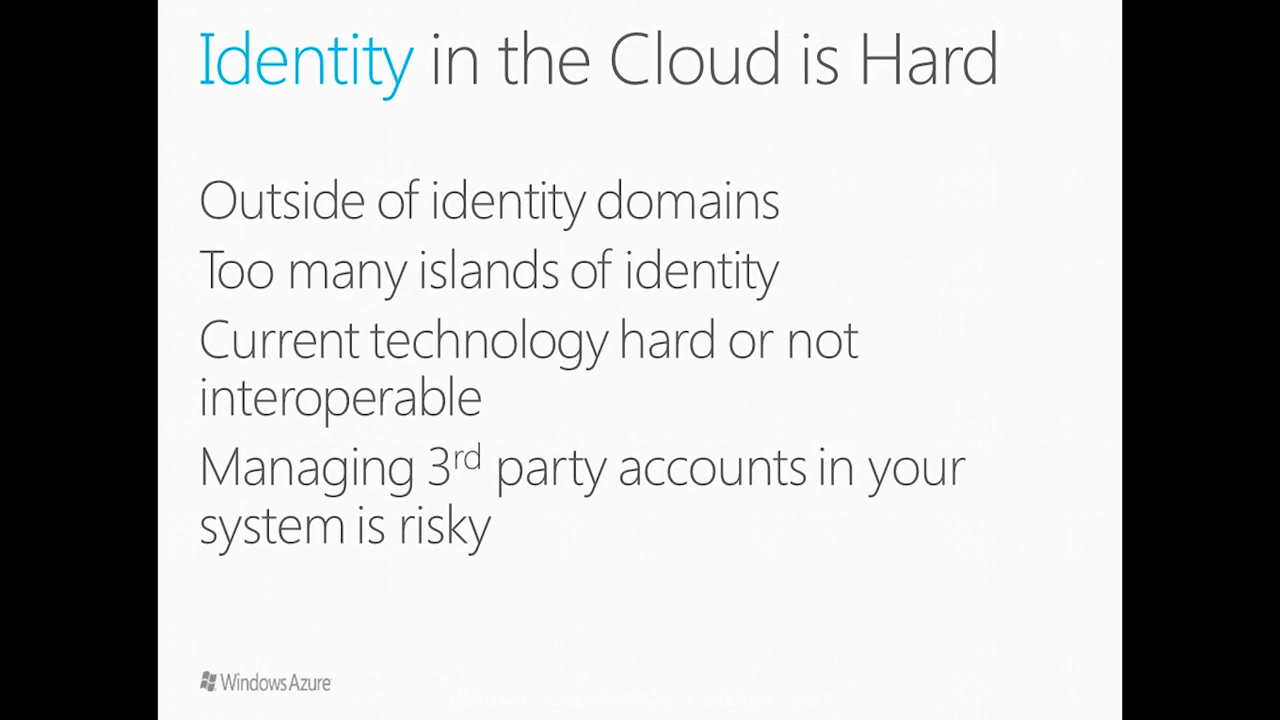 Identity in the Cloud is Hard
Outside of identity domains
Too many islands of identity
Current technology hard or not
interoperable
Managing 3rd party accounts in your
system is risky
Windows Azure